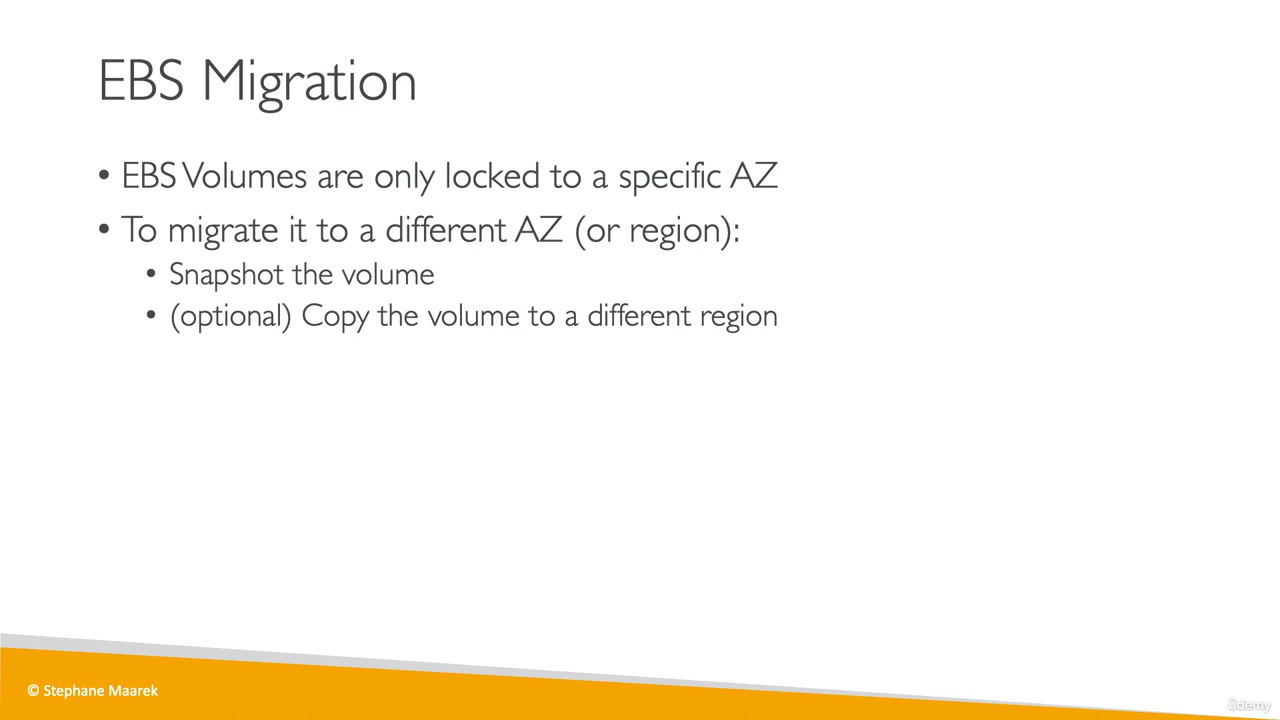 EBS Migration
• EBS Volumes are only locked to a specific AZ
• To migrate it to a different AZ (or region):
• Snapshot the volume
• (optional) Copy the volume to a different region
© Stephane Maarek
ûdemy